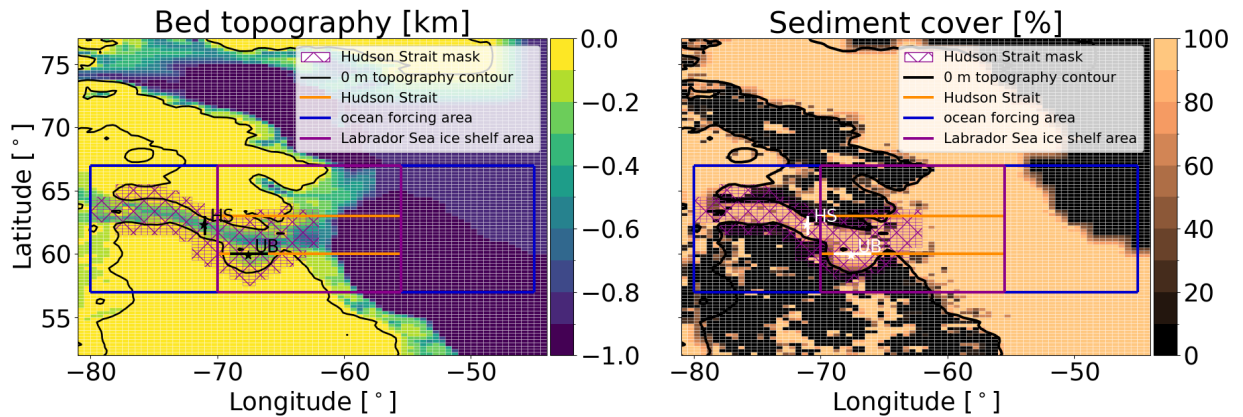 Bed topography [km]
Hudson Strait mask
0 m topography contour
Hudson Strait
ocean forcing area
Labrador Sea ice shelf area
HS
UB
75
70
65
60
55
Latitude [°]
−80
−70
−60
−50
Longitude [°]
0.0
−0.2
−0.4
−0.6
−0.8
−1.0
Sediment cover [%]
Hudson Strait mask
0 m topography contour
Hudson Strait
ocean forcing area
Labrador Sea ice shelf area
HS
UB
−80
−70
−60
−50
Longitude [°]
100
80
60
40
20
0